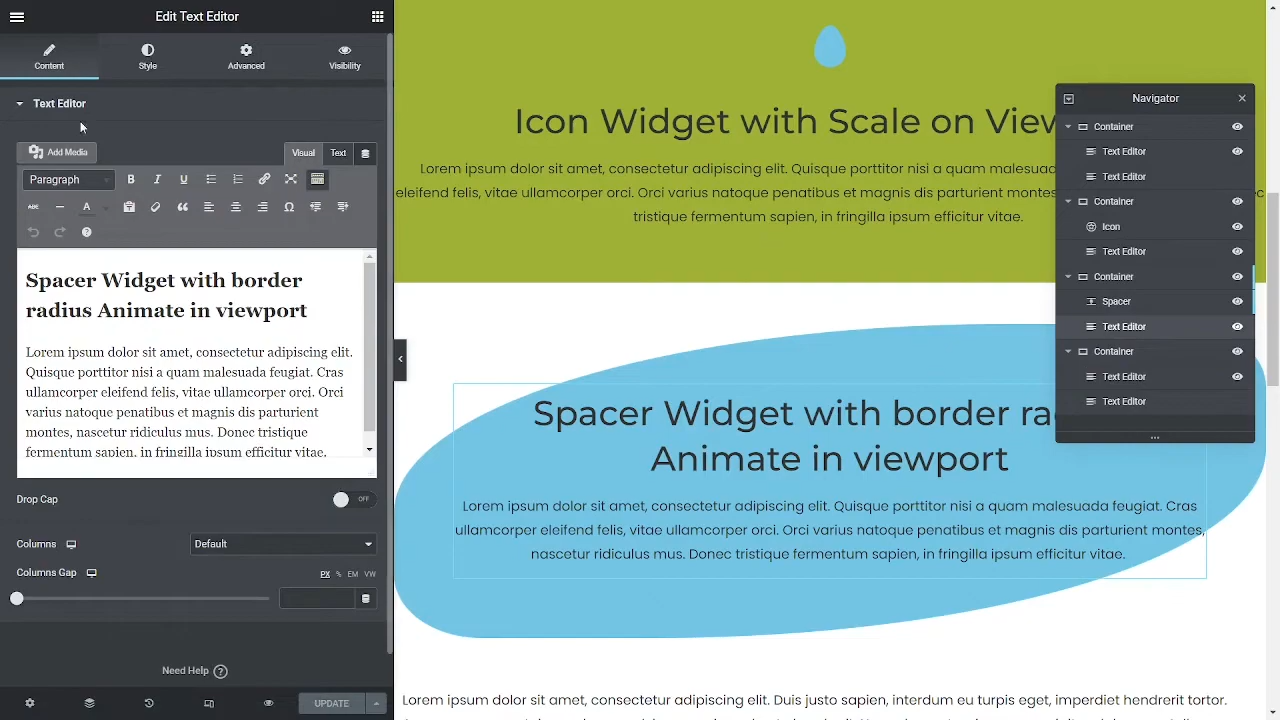 Edit Text Editor
Content
Style
Advanced
Visibility
Text Editor
Add Media
Visual
Text
Paragraph
B
I
U
ABC
A
Spacer Widget with border
radius Animate in viewport
Lorem ipsum dolor sit amet, consectetur adipiscing elit.
Quisque porttitor nisi a quam malesuada feugiat. Cras
ullamcorper eleifend felis, vitae ullamcorper orci. Orci
varius natoque penatibus et magnis dis parturient
montes, nascetur ridiculus mus. Donec tristique
fermentum sapien, in fringilla ipsum efficitur vitae.
Drop Cap
OFF
Columns
Default
Columns Gap
PX % EM VW
Need Help ?
UPDATE
Icon Widget with Scale on View
Lorem ipsum dolor sit amet, consectetur adipiscing elit. Quisque porttitor nisi a quam malesua
eleifend felis, vitae ullamcorper orci. Orci varius natoque penatibus et magnis dis parturient montes
tristique fermentum sapien, in fringilla ipsum efficitur vitae.
Spacer Widget with border ra
Animate in viewport
Lorem ipsum dolor sit amet, consectetur adipiscing elit. Quisque porttitor nisi a quam malesuada feugiat. Cras
ullamcorper eleifend felis, vitae ullamcorper orci. Orci varius natoque penatibus et magnis dis parturient montes,
nascetur ridiculus mus. Donec tristique fermentum sapien, in fringilla ipsum efficitur vitae.
Lorem ipsum dolor sit amet, consectetur adipiscing elit. Duis justo sapien, interdum eu turpis eget, imperdiet hendrerit tortor.
Navigator
Container
Text Editor
Text Editor
Container
Icon
Text Editor
Container
Spacer
Text Editor
Container
Text Editor
Text Editor